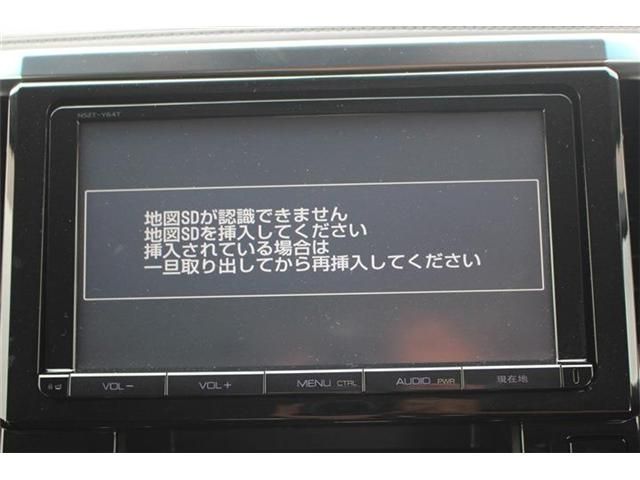 NSZT-Y64T
地図SDが認識できません
地図SDを挿入してください
挿入されている場合は
一旦取り出してから再挿入してください
VOL− VOL+ MENU CTRL AUDIO PWR 現在地